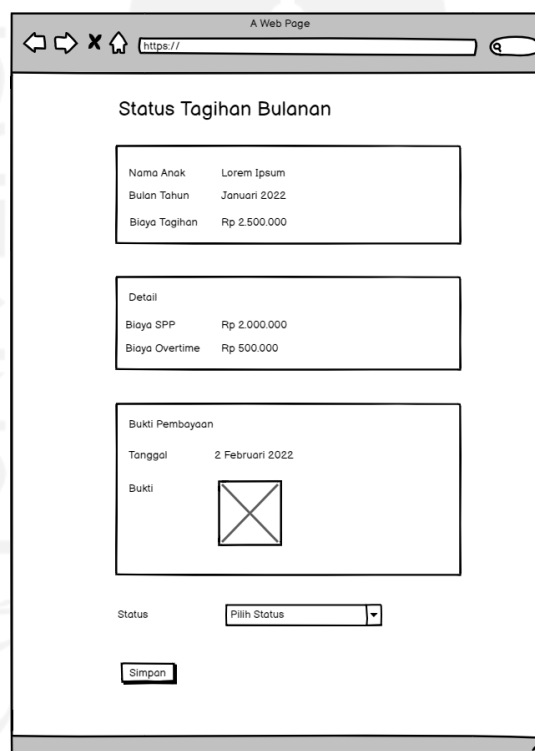 A Web Page
https://
Status Tagihan Bulanan
Nama Anak Lorem Ipsum
Bulan Tahun Januari 2022
Biaya Tagihan Rp 2.500.000
Detail
Biaya SPP Rp 2.000.000
Biaya Overtime Rp 500.000
Bukti Pembayaan
Tanggal 2 Februari 2022
Bukti
Status Pilih Status
Simpan